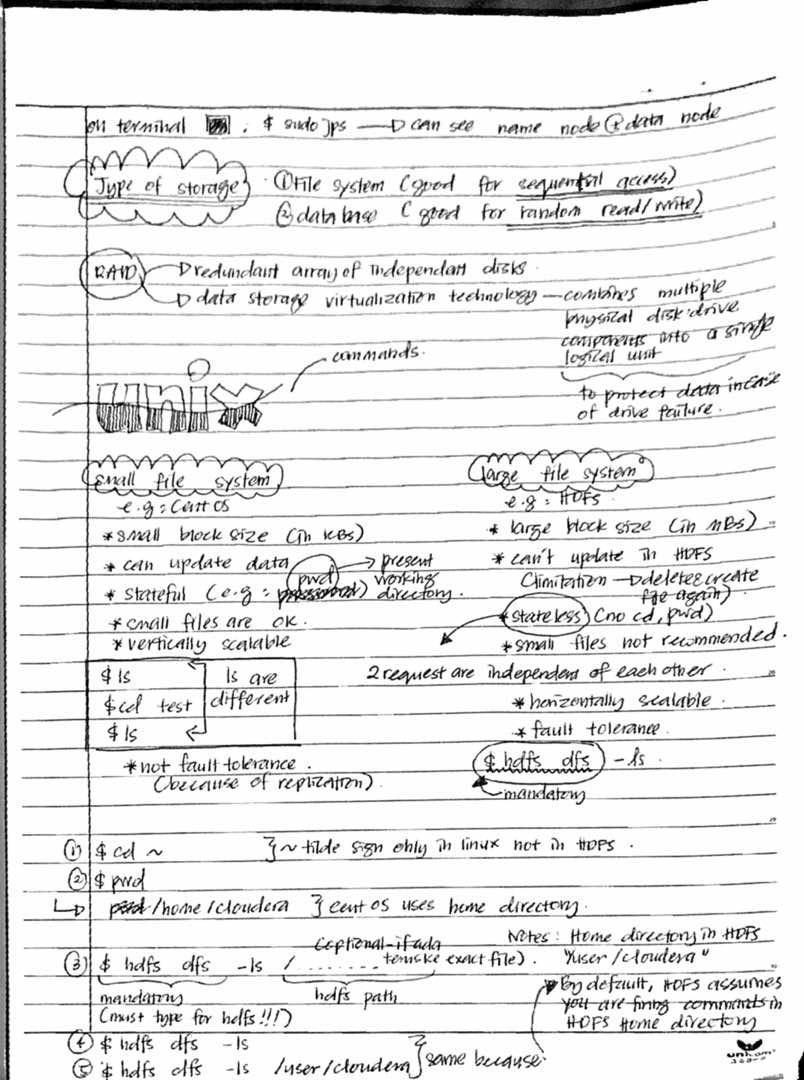 on terminal : $ sudo jps → can see name node & data node
Type of storage · ① File system (good for sequential access)
② data base (good for random read/write)
RAID → redundant array of independant disks.
→ data storage virtualization technology — combines multiple
physical disk drive
components into a single
logical unit
to protect data incase
of drive failure.
commands.
unix
small file system
e.g : Cent OS
* small block size (in KBs)
* can update data
* stateful (e.g : pwd) → present working directory.
* small files are ok.
* vertically scalable
$ ls
$ cd test
$ ls
ls are
different
* not fault tolerance.
(because of replication).
large file system
e.g : HDFS
* large block size (in MBs)
* can't update in HDFS
(limitation → delete & create
file again)
* stateless (no cd, pwd)
* small files not recommended.
2 request are independent of each other.
* horizontally scalable.
* fault tolerance.
$ hdfs dfs -ls
mandatory
① $ cd ~ } ~ tilde sign only in linux not in HDFS.
② $ pwd
→ /home/cloudera } cent OS uses home directory.
Notes : Home directory in HDFS
"/user/cloudera"
(optional-if ada
exact file).
③ $ hdfs dfs -ls /........
mandatory hdfs path
(must type for hdfs!!!)
By default, HDFS assumes
you are firing commands in
HDFS Home directory
④ $ hdfs dfs -ls
⑤ $ hdfs dfs -ls /user/cloudera } same because